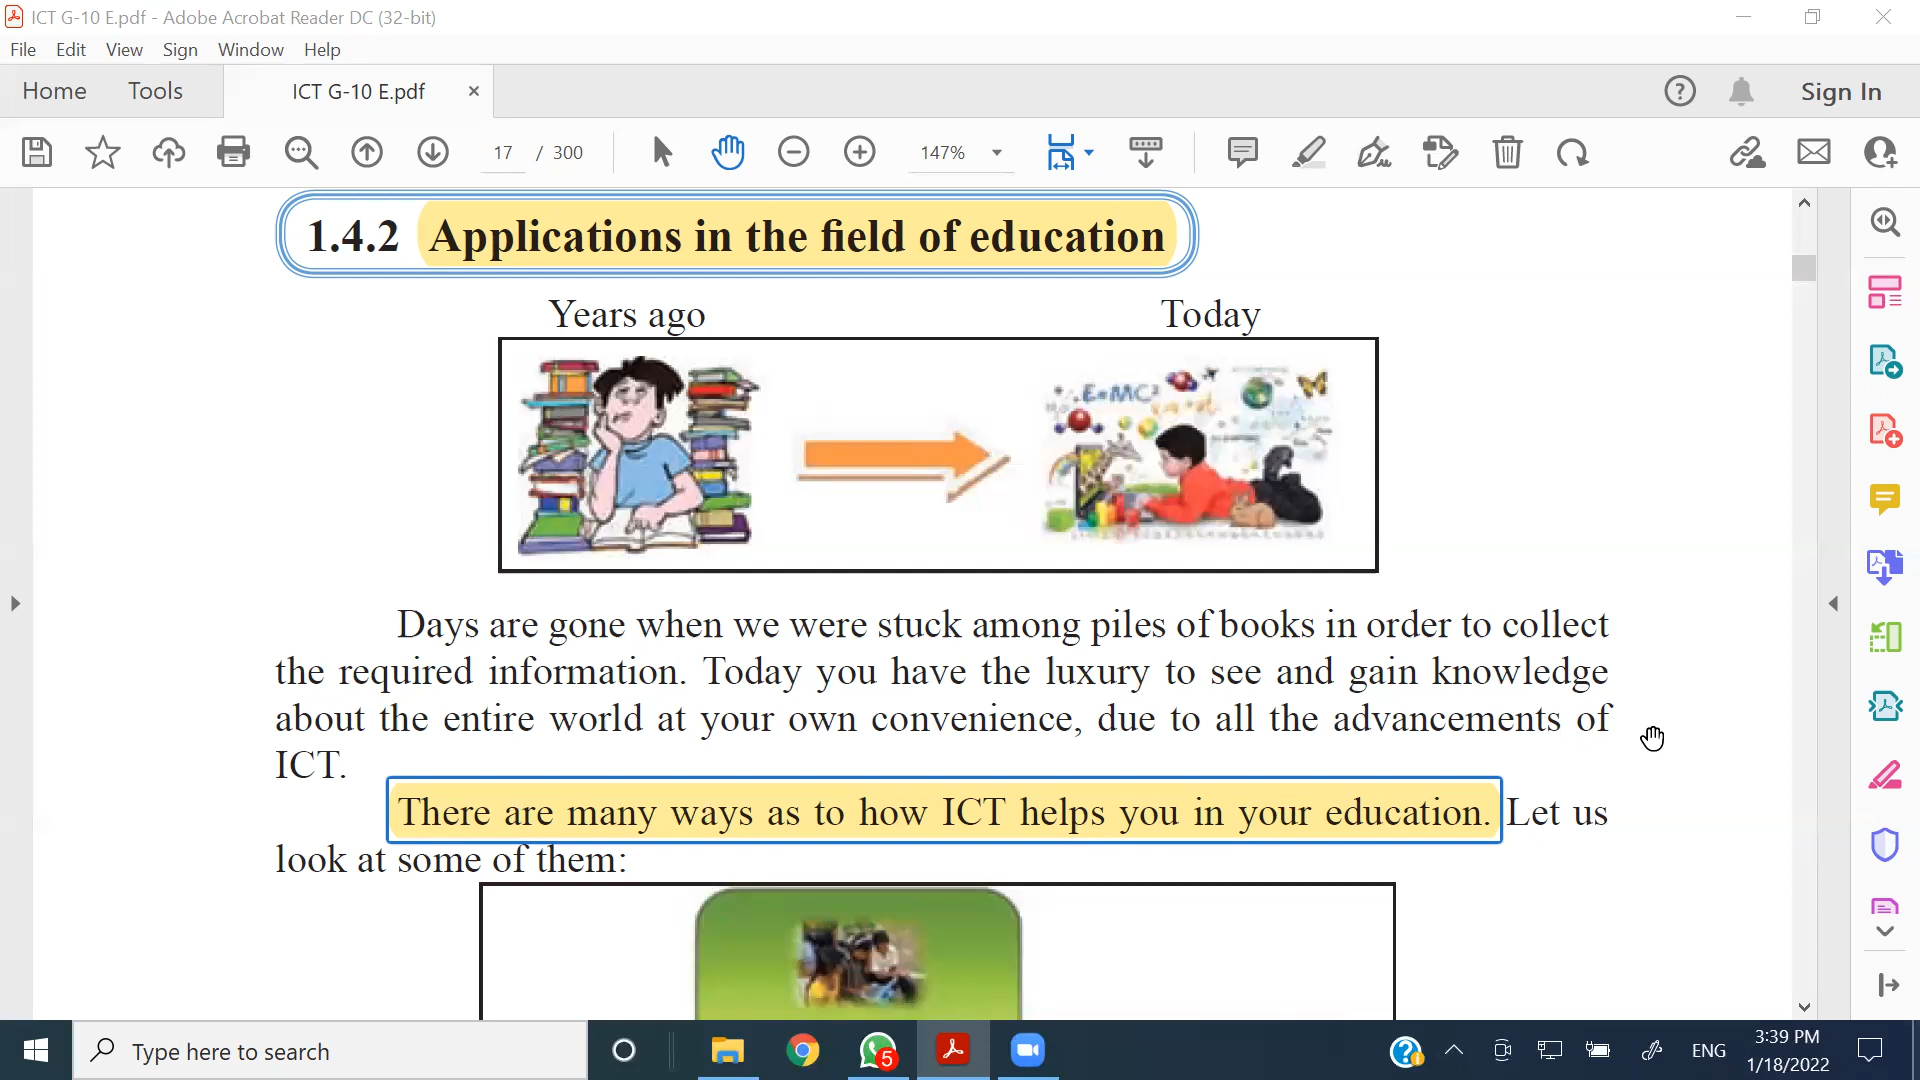 ICT G-10 E.pdf - Adobe Acrobat Reader DC (32-bit)
File Edit View Sign Window Help
Home Tools ICT G-10 E.pdf Sign In
17 / 300 147%
1.4.2 Applications in the field of education
Years ago Today
E=MC²
Days are gone when we were stuck among piles of books in order to collect
the required information. Today you have the luxury to see and gain knowledge
about the entire world at your own convenience, due to all the advancements of
ICT.
There are many ways as to how ICT helps you in your education. Let us
look at some of them:
Type here to search
5
ENG
3:39 PM
1/18/2022